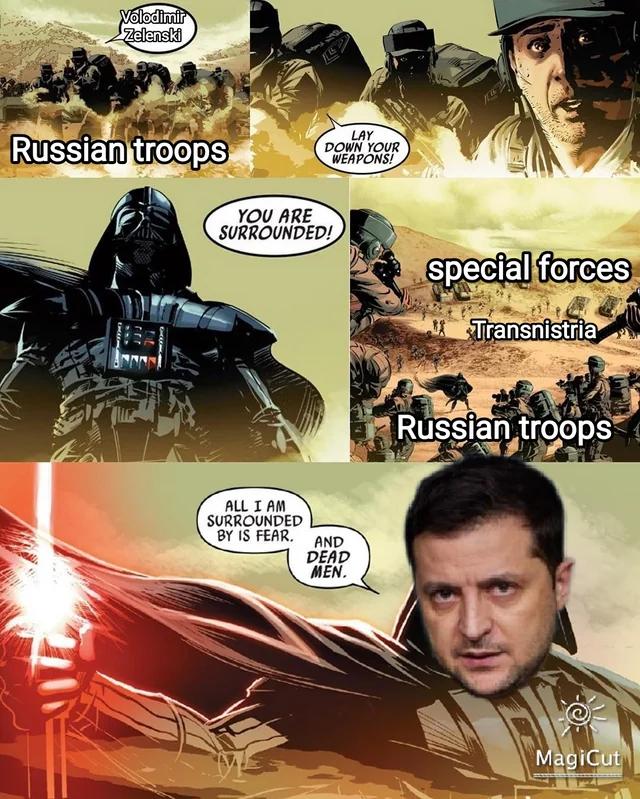 Volodimir
Zelenski
Russian troops
LAY
DOWN YOUR
WEAPONS!
YOU ARE
SURROUNDED!
special forces
Transnistria
Russian troops
ALL I AM
SURROUNDED
BY IS FEAR.
AND
DEAD
MEN.
MagiCut